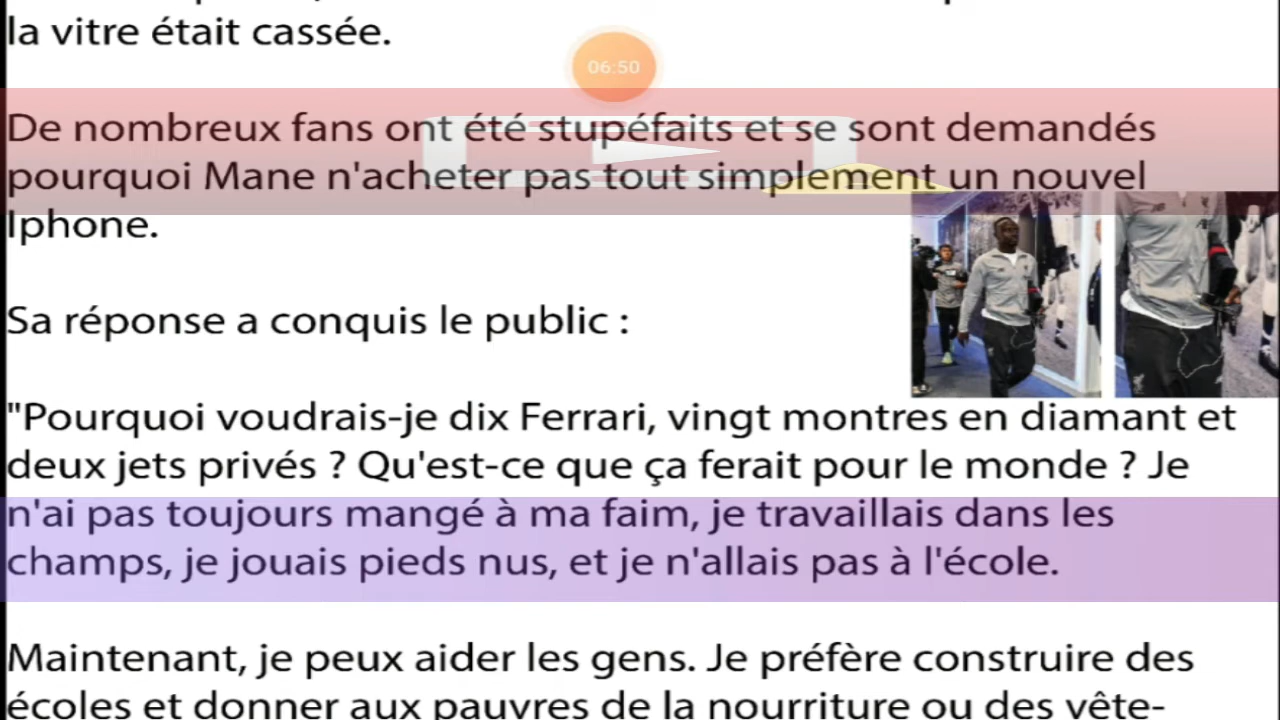 la vitre était cassée.
06:50
De nombreux fans ont été stupéfaits et se sont demandés
pourquoi Mane n'acheter pas tout simplement un nouvel
Iphone.
Sa réponse a conquis le public :
"Pourquoi voudrais-je dix Ferrari, vingt montres en diamant et
deux jets privés ? Qu'est-ce que ça ferait pour le monde ? Je
n'ai pas toujours mangé à ma faim, je travaillais dans les
champs, je jouais pieds nus, et je n'allais pas à l'école.
Maintenant, je peux aider les gens. Je préfère construire des
écoles et donner aux pauvres de la nourriture ou des vête-